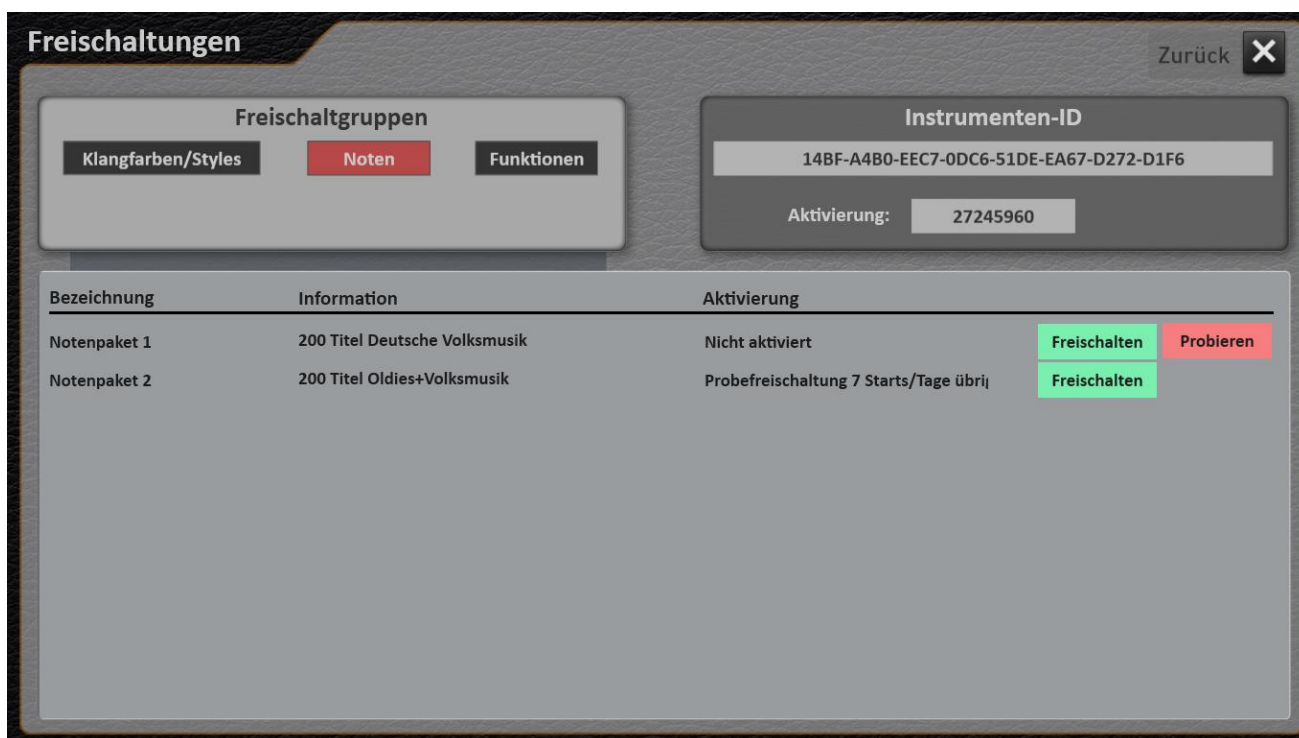 Freischaltungen
Zurück
Freischaltgruppen
Klangfarben/Styles Noten Funktionen
Instrumenten-ID
14BF-A4B0-EEC7-0DC6-51DE-EA67-D272-D1F6
Aktivierung: 27245960
Bezeichnung Information Aktivierung
Notenpaket 1 200 Titel Deutsche Volksmusik Nicht aktiviert Freischalten Probieren
Notenpaket 2 200 Titel Oldies+Volksmusik Probefreischaltung 7 Starts/Tage übrig Freischalten